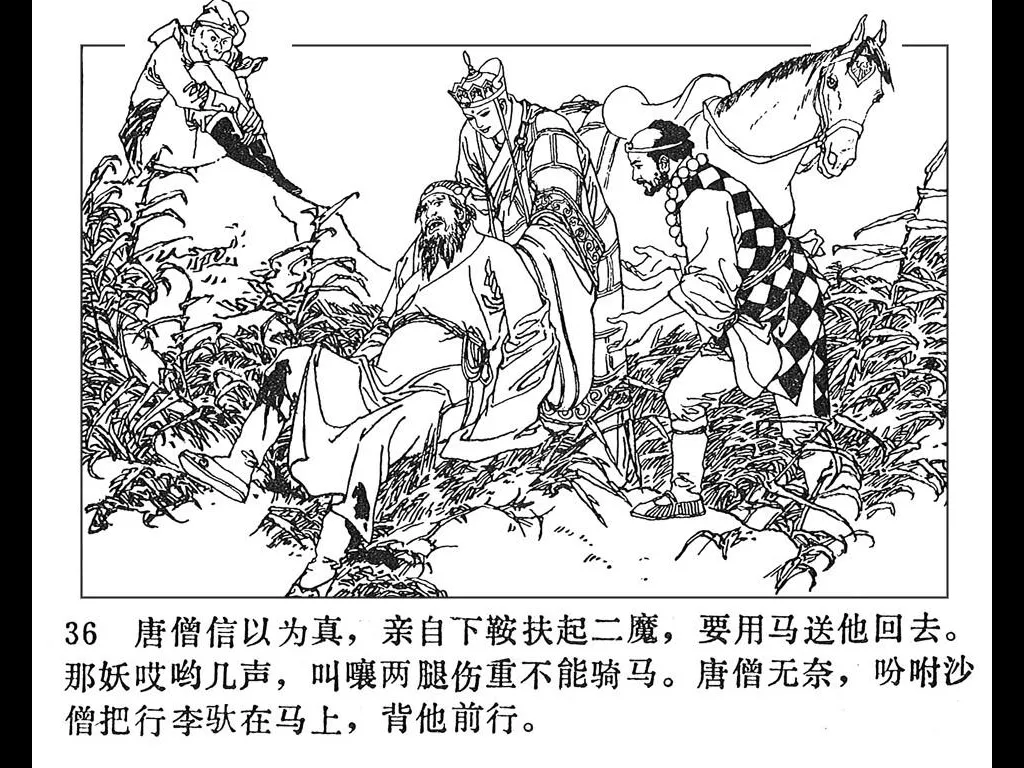 36 唐僧信以为真，亲自下鞍扶起二魔，要用马送他回去。
那妖哎哟几声，叫嚷两腿伤重不能骑马。唐僧无奈，吩咐沙
僧把行李驮在马上，背他前行。